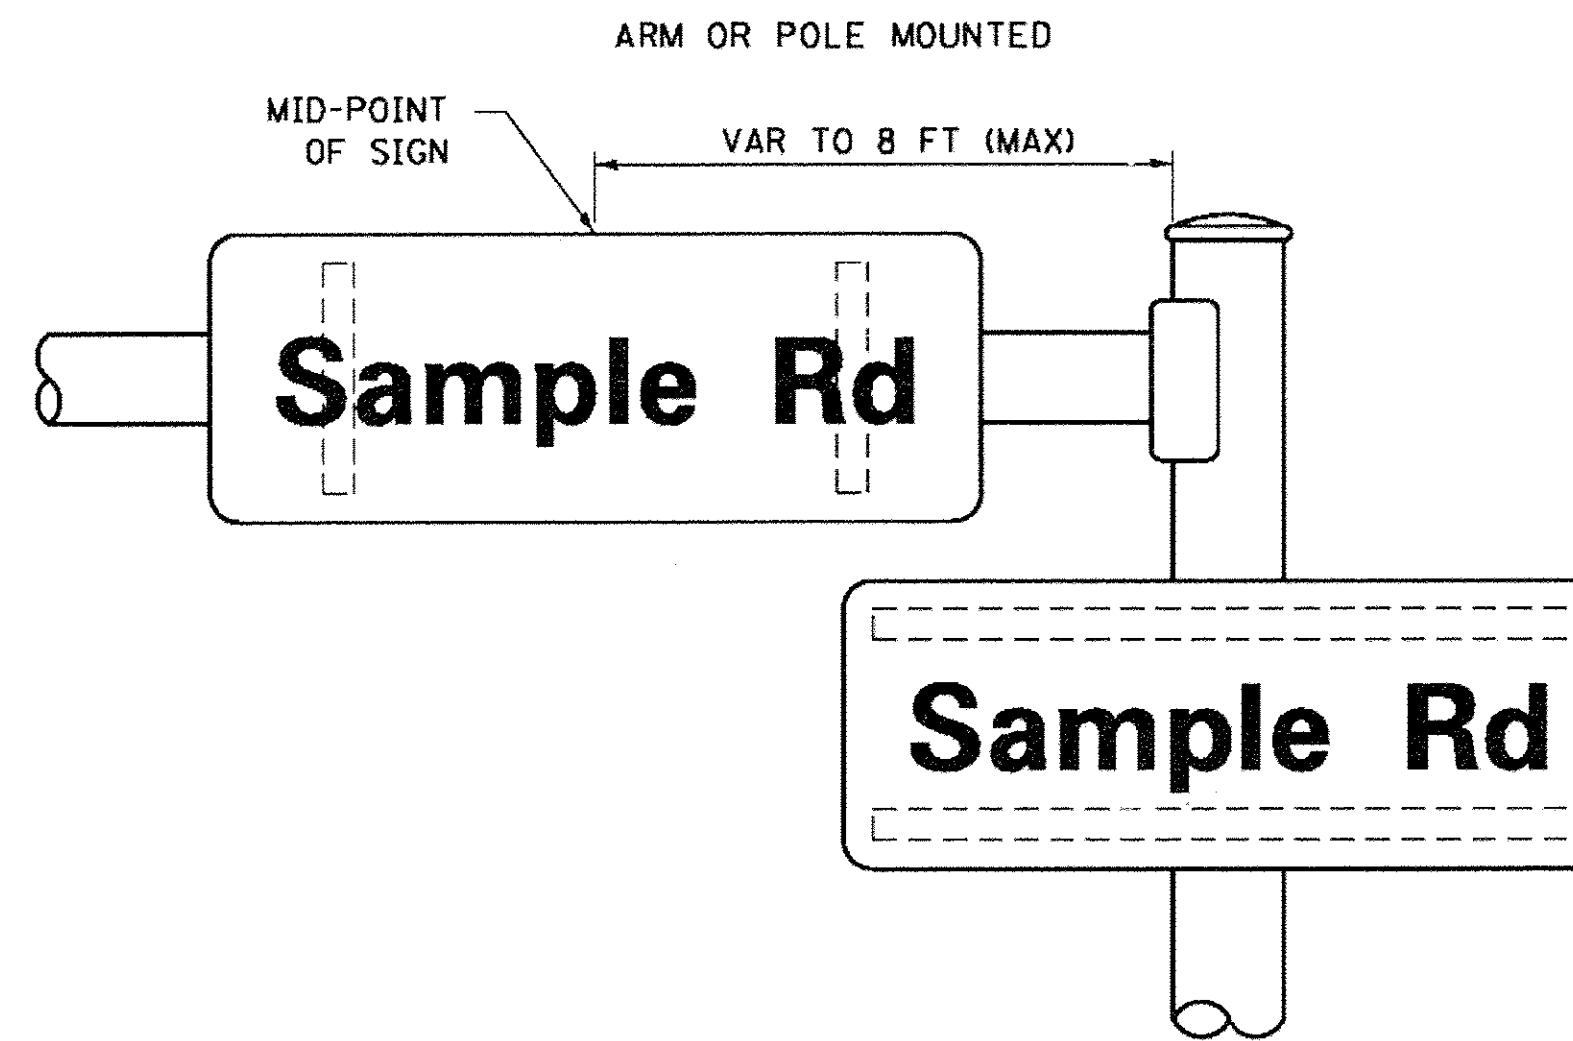 ARM OR POLE MOUNTED
MID-POINT
OF SIGN
VAR TO 8 FT (MAX)
Sample Rd
Sample Rd